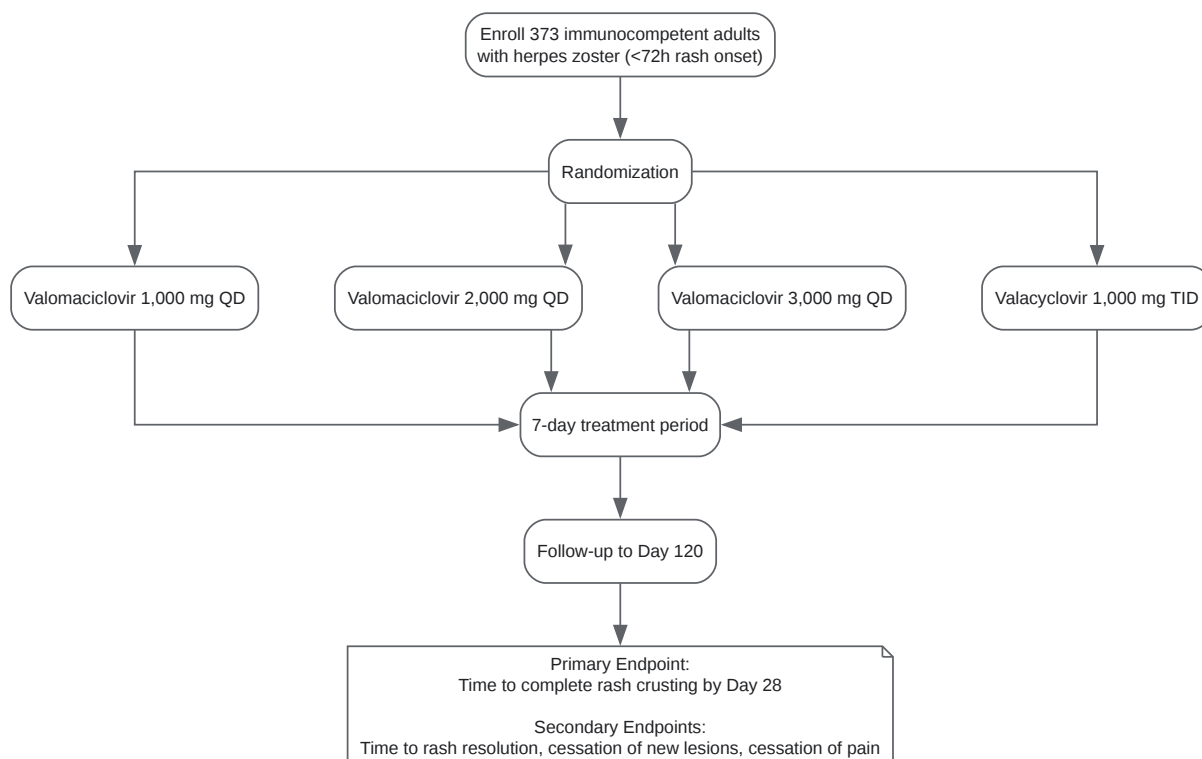 Enroll 373 immunocompetent adults
with herpes zoster (<72h rash onset)
Randomization
Valomaciclovir 1,000 mg QD
Valomaciclovir 2,000 mg QD
Valomaciclovir 3,000 mg QD
Valacyclovir 1,000 mg TID
7-day treatment period
Follow-up to Day 120
Primary Endpoint:
Time to complete rash crusting by Day 28
Secondary Endpoints:
Time to rash resolution, cessation of new lesions, cessation of pain